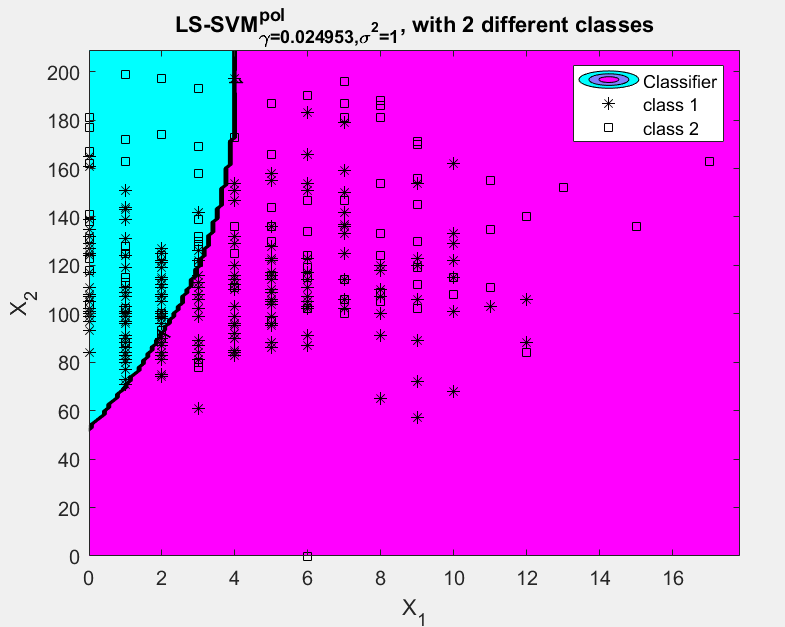 LS-SVM^pol_γ=0.024953,σ²=1, with 2 different classes
Classifier
class 1
class 2
200
180
160
140
120
100
80
60
40
20
0
X₂
0 2 4 6 8 10 12 14 16
X₁